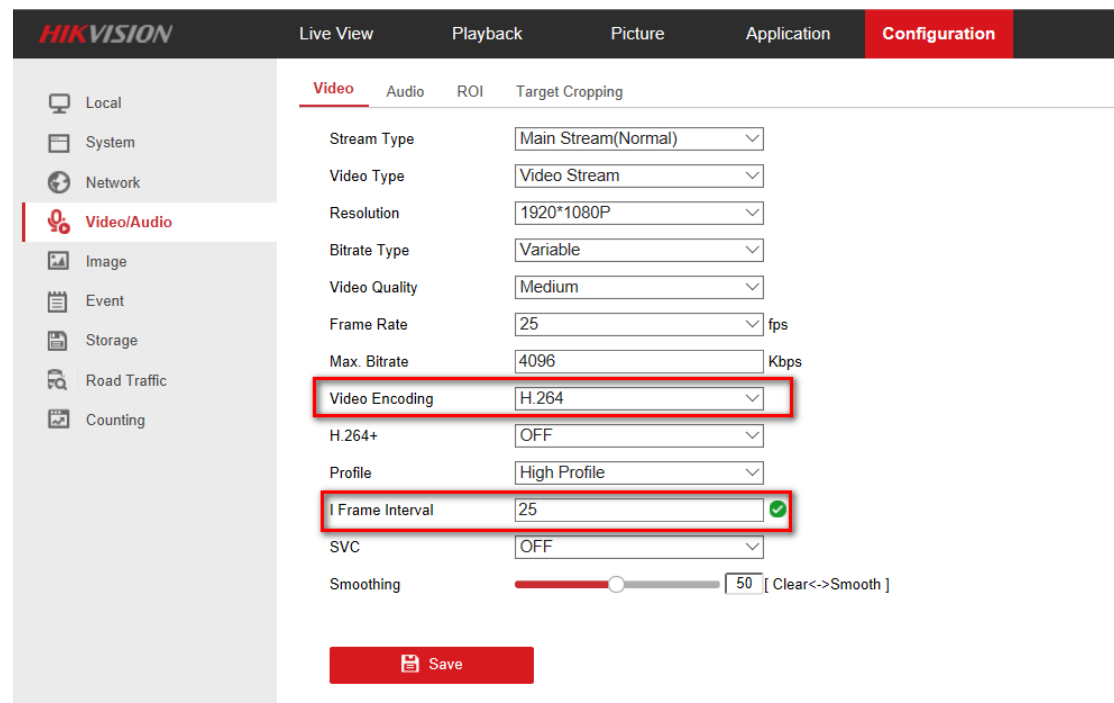 HIKVISION Live View Playback Picture Application Configuration
Local
System
Network
Video/Audio
Image
Event
Storage
Road Traffic
Counting
Video Audio ROI Target Cropping
Stream Type Main Stream(Normal)
Video Type Video Stream
Resolution 1920*1080P
Bitrate Type Variable
Video Quality Medium
Frame Rate 25 fps
Max. Bitrate 4096 Kbps
Video Encoding H.264
H.264+ OFF
Profile High Profile
I Frame Interval 25
SVC OFF
Smoothing 50 [ Clear<->Smooth ]
Save